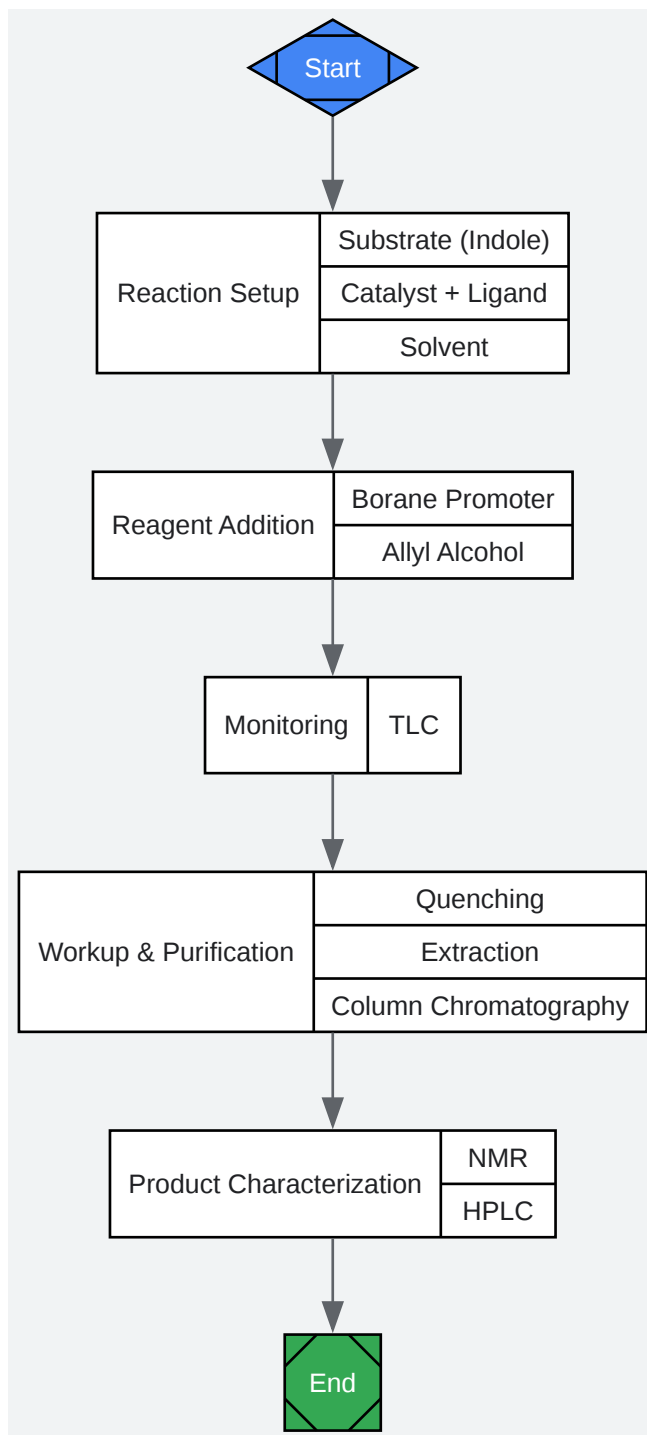 Start
Reaction Setup
Substrate (Indole)
Catalyst + Ligand
Solvent
Reagent Addition
Borane Promoter
Allyl Alcohol
Monitoring
TLC
Workup & Purification
Quenching
Extraction
Column Chromatography
Product Characterization
NMR
HPLC
End